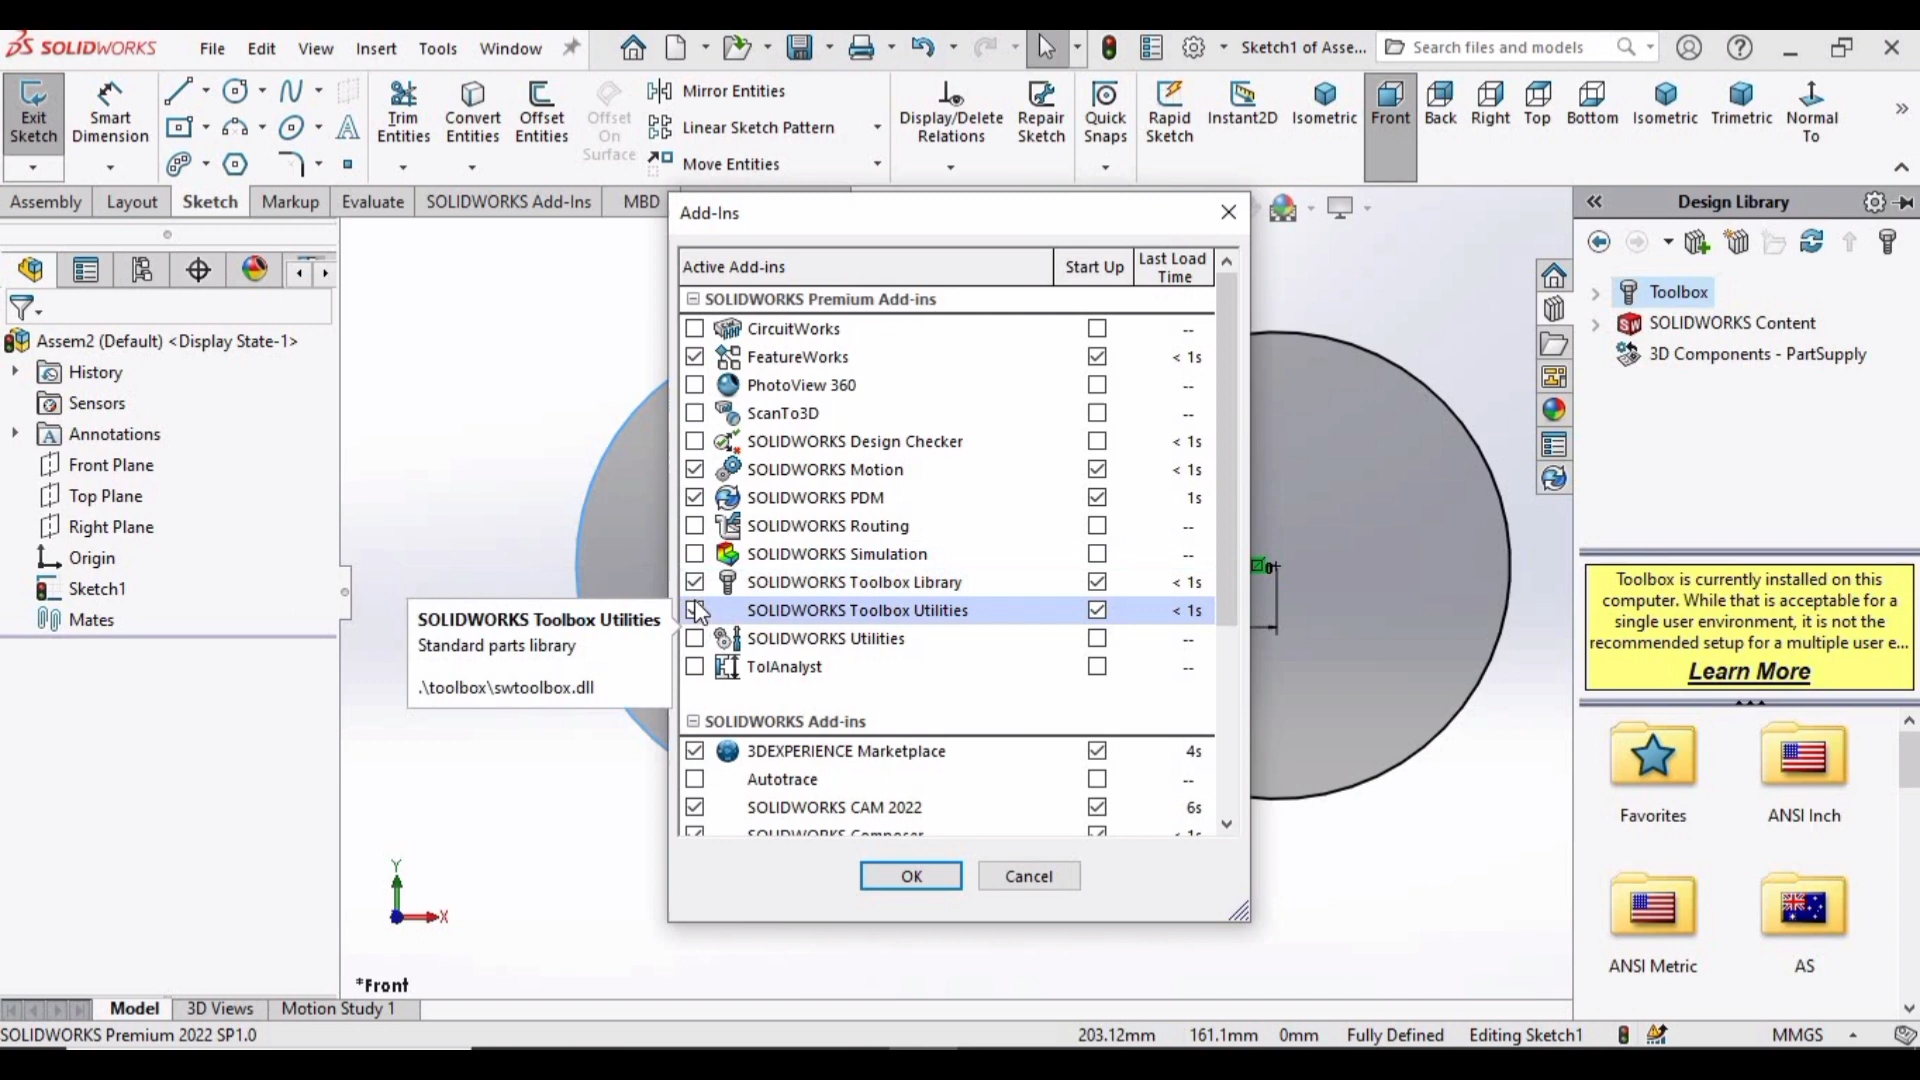 SOLIDWORKS
File Edit View Insert Tools Window
Sketch1 of Asse...
Search files and models
Exit Sketch
Smart Dimension
Trim Entities
Convert Entities
Offset Entities
Offset On Surface
Mirror Entities
Linear Sketch Pattern
Move Entities
Display/Delete Relations
Repair Sketch
Quick Snaps
Rapid Sketch
Instant2D
Isometric
Front
Back
Right
Top
Bottom
Isometric
Trimetric
Normal To
Assembly Layout Sketch Markup Evaluate SOLIDWORKS Add-Ins MBD
Assem2 (Default) <Display State-1>
History
Sensors
Annotations
Front Plane
Top Plane
Right Plane
Origin
Sketch1
Mates
Add-Ins
Active Add-ins Start Up Last Load Time
SOLIDWORKS Premium Add-ins
CircuitWorks --
FeatureWorks < 1s
PhotoView 360 --
ScanTo3D --
SOLIDWORKS Design Checker < 1s
SOLIDWORKS Motion < 1s
SOLIDWORKS PDM 1s
SOLIDWORKS Routing --
SOLIDWORKS Simulation --
SOLIDWORKS Toolbox Library < 1s
SOLIDWORKS Toolbox Utilities < 1s
SOLIDWORKS Utilities --
TolAnalyst --
SOLIDWORKS Add-ins
3DEXPERIENCE Marketplace 4s
Autotrace --
SOLIDWORKS CAM 2022 6s
SOLIDWORKS Composer < 1s
OK Cancel
SOLIDWORKS Toolbox Utilities
Standard parts library
.\toolbox\swtoolbox.dll
Design Library
Toolbox
SOLIDWORKS Content
3D Components - PartSupply
Toolbox is currently installed on this
computer. While that is acceptable for a
single user environment, it is not the
recommended setup for a multiple user e...
Learn More
Favorites
ANSI Inch
ANSI Metric
AS
Y
X
*Front
Model 3D Views Motion Study 1
SOLIDWORKS Premium 2022 SP1.0
203.12mm 161.1mm 0mm Fully Defined Editing Sketch1 MMGS